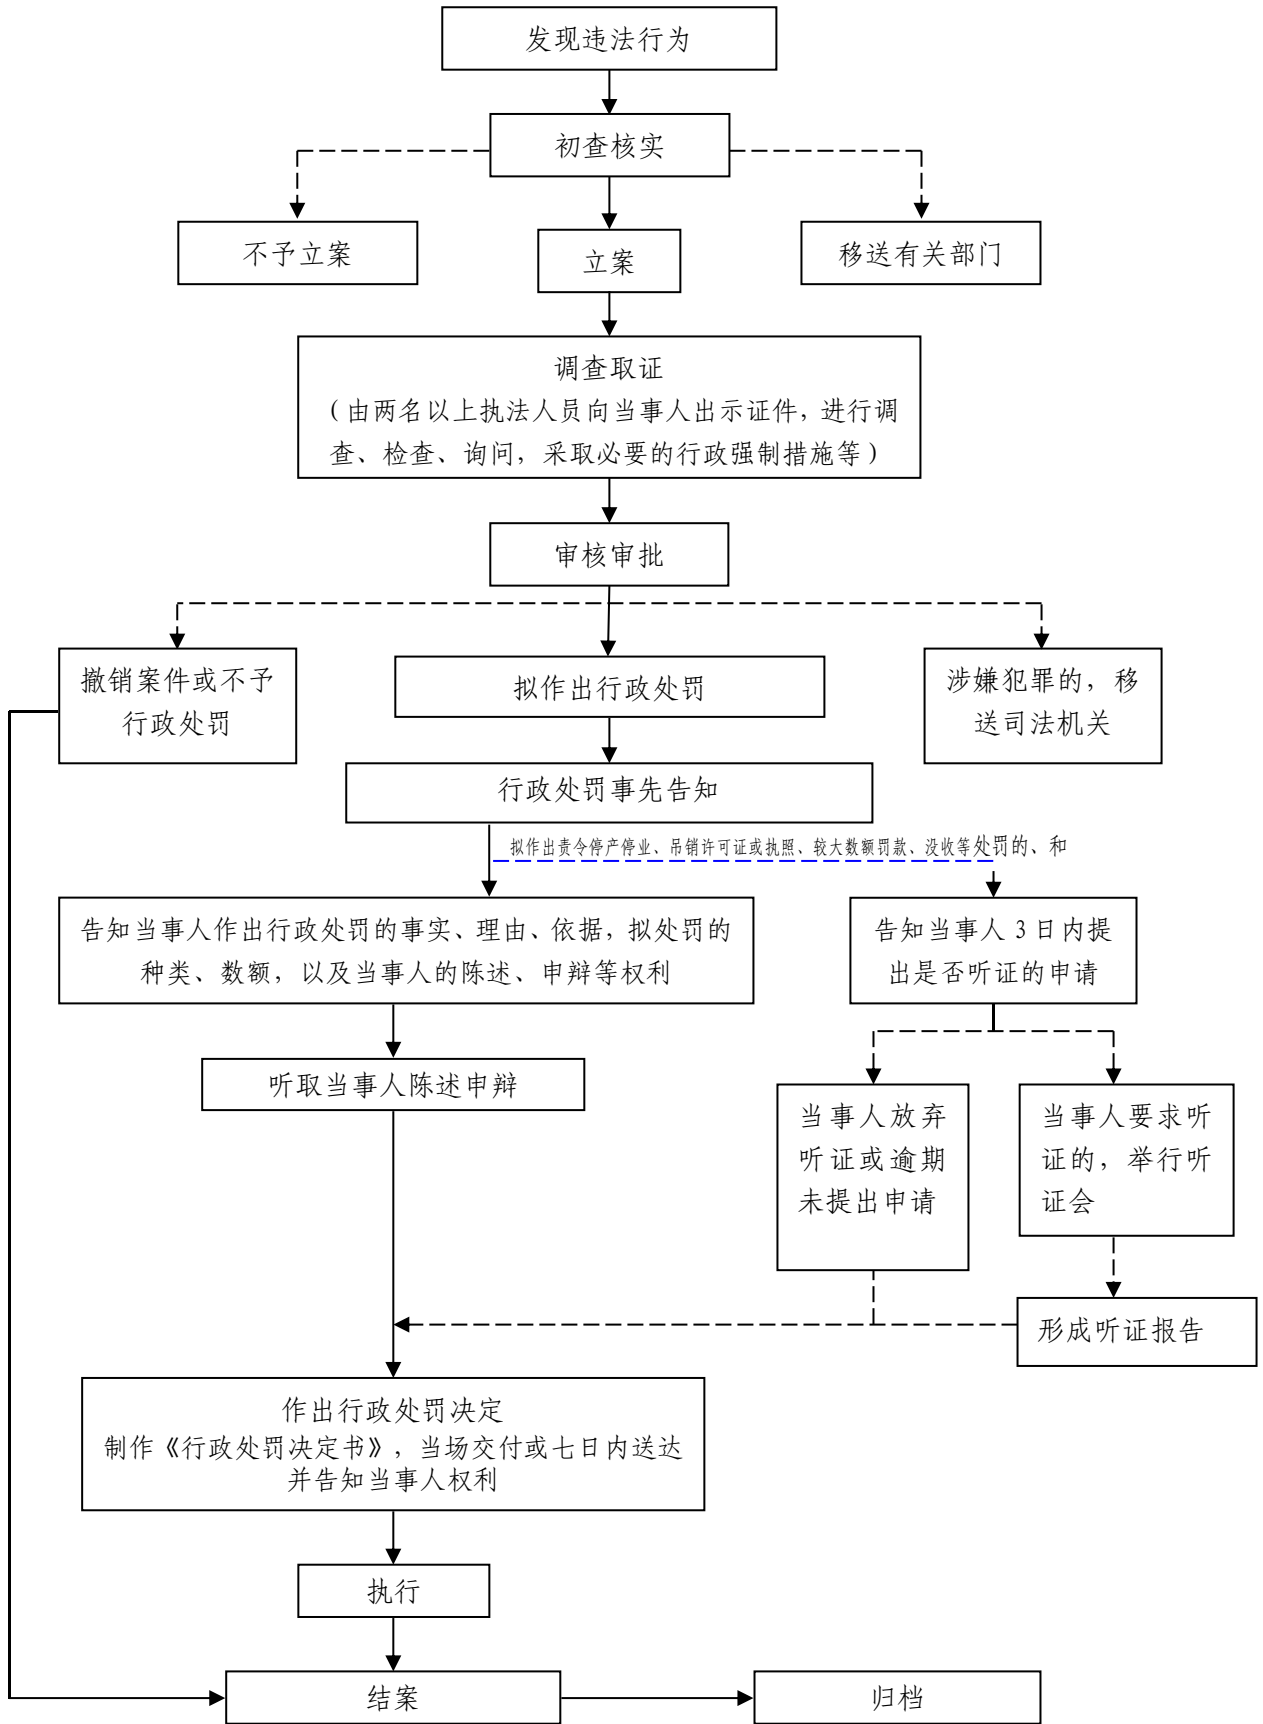 发现违法行为
初查核实
不予立案
立案
移送有关部门
调查取证
（由两名以上执法人员向当事人出示证件，进行调
查、检查、询问，采取必要的行政强制措施等）
审核审批
撤销案件或不予
行政处罚
拟作出行政处罚
涉嫌犯罪的，移
送司法机关
行政处罚事先告知
拟作出责令停产停业、吊销许可证或执照、较大数额罚款、没收等处罚的、和
告知当事人作出行政处罚的事实、理由、依据，拟处罚的
种类、数额，以及当事人的陈述、申辩等权利
告知当事人 3 日内提
出是否听证的申请
听取当事人陈述申辩
当事人放弃
听证或逾期
未提出申请
当事人要求听
证的，举行听
证会
形成听证报告
作出行政处罚决定
制作《行政处罚决定书》，当场交付或七日内送达
并告知当事人权利
执行
结案
归档